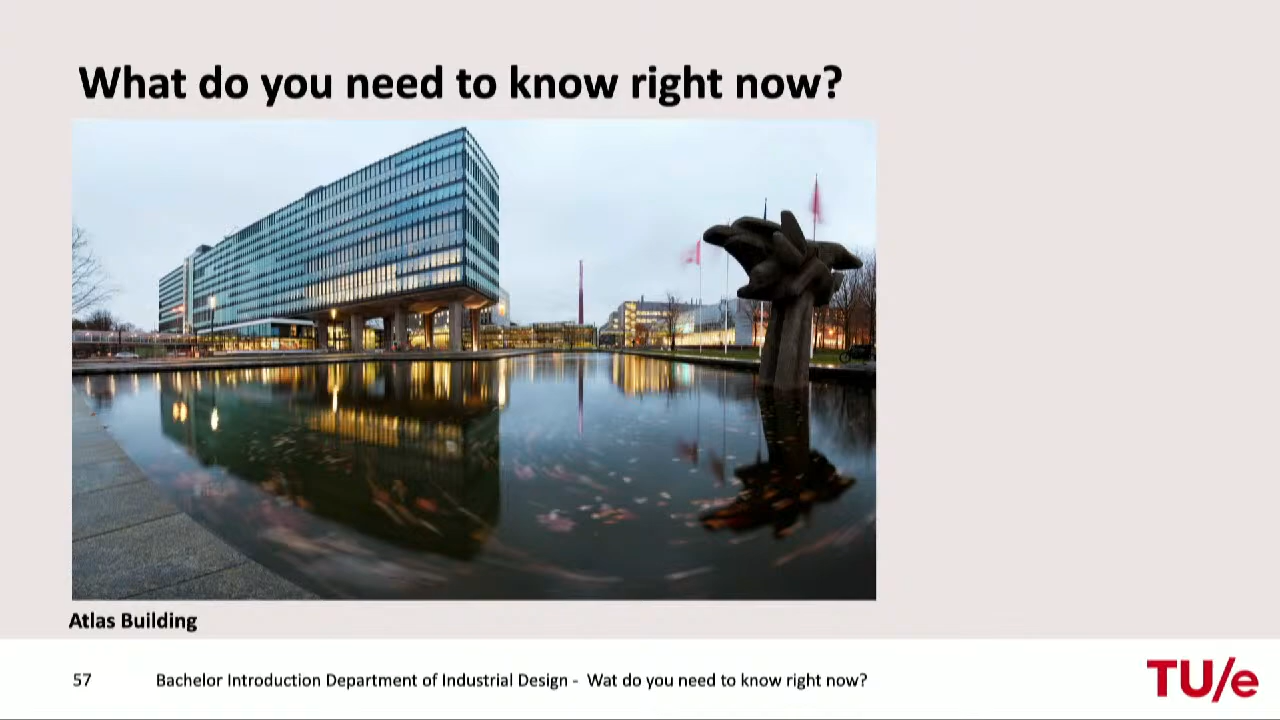 What do you need to know right now?
Atlas Building
57 Bachelor Introduction Department of Industrial Design - Wat do you need to know right now?
TU/e